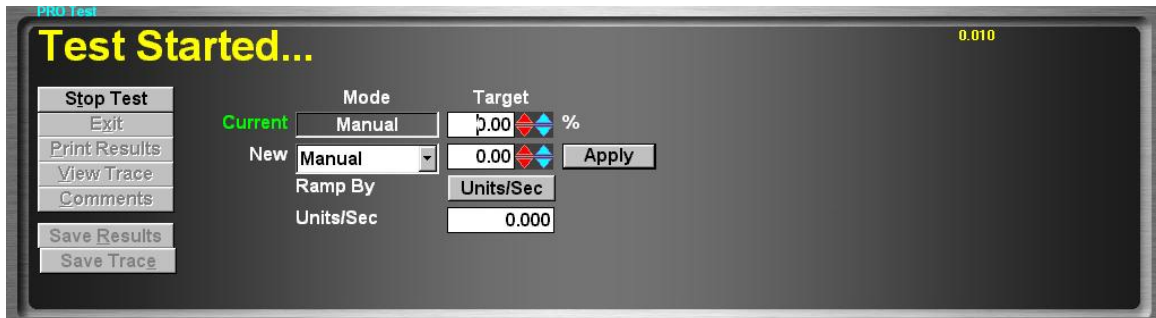 PRO Test
Test Started...
0.010
Stop Test
Mode
Target
Exit
Current
Manual
0.00
%
Print Results
New
Manual
0.00
Apply
View Trace
Ramp By
Units/Sec
Comments
Units/Sec
0.000
Save Results
Save Trace